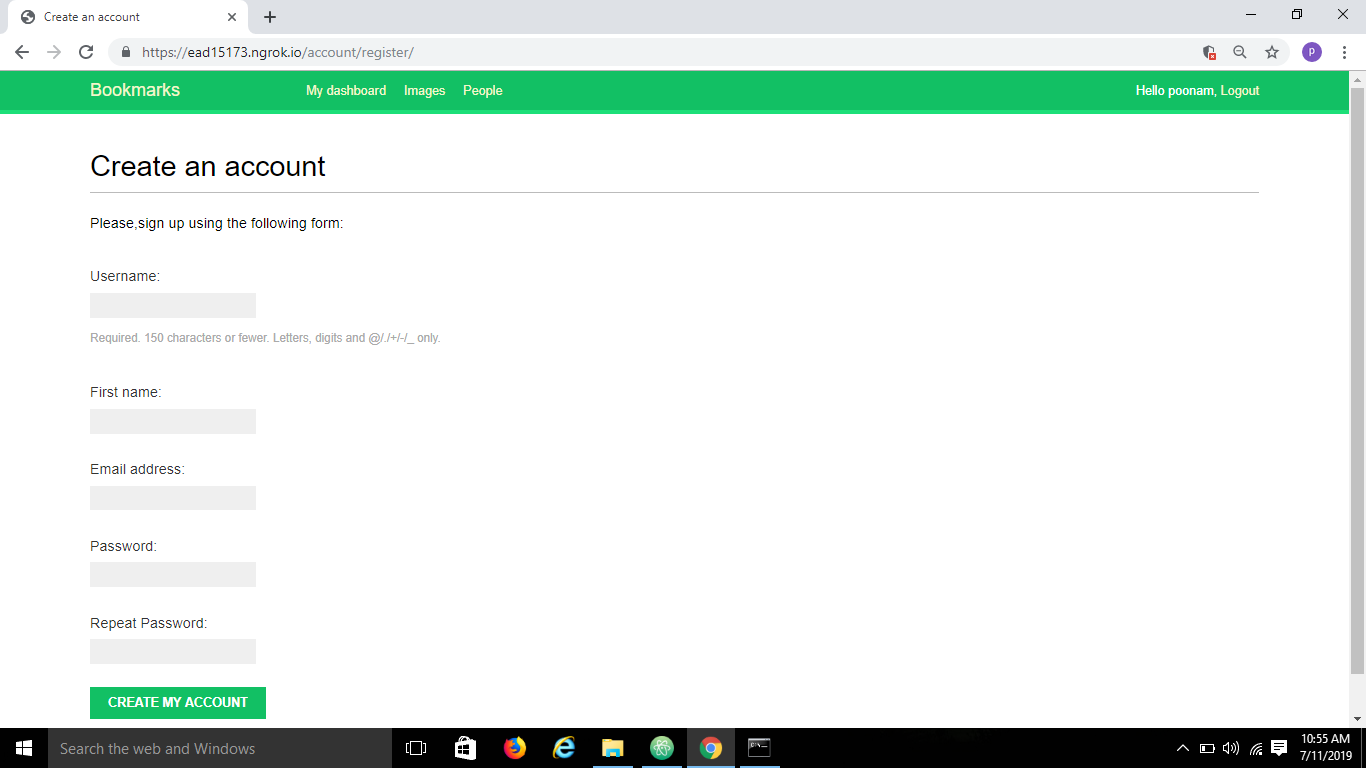 Create an account
https://ead15173.ngrok.io/account/register/
p
Bookmarks My dashboard Images People Hello poonam, Logout
Create an account
Please,sign up using the following form:
Username:
Required. 150 characters or fewer. Letters, digits and @/./+/-/_ only.
First name:
Email address:
Password:
Repeat Password:
CREATE MY ACCOUNT
Search the web and Windows
10:55 AM
7/11/2019